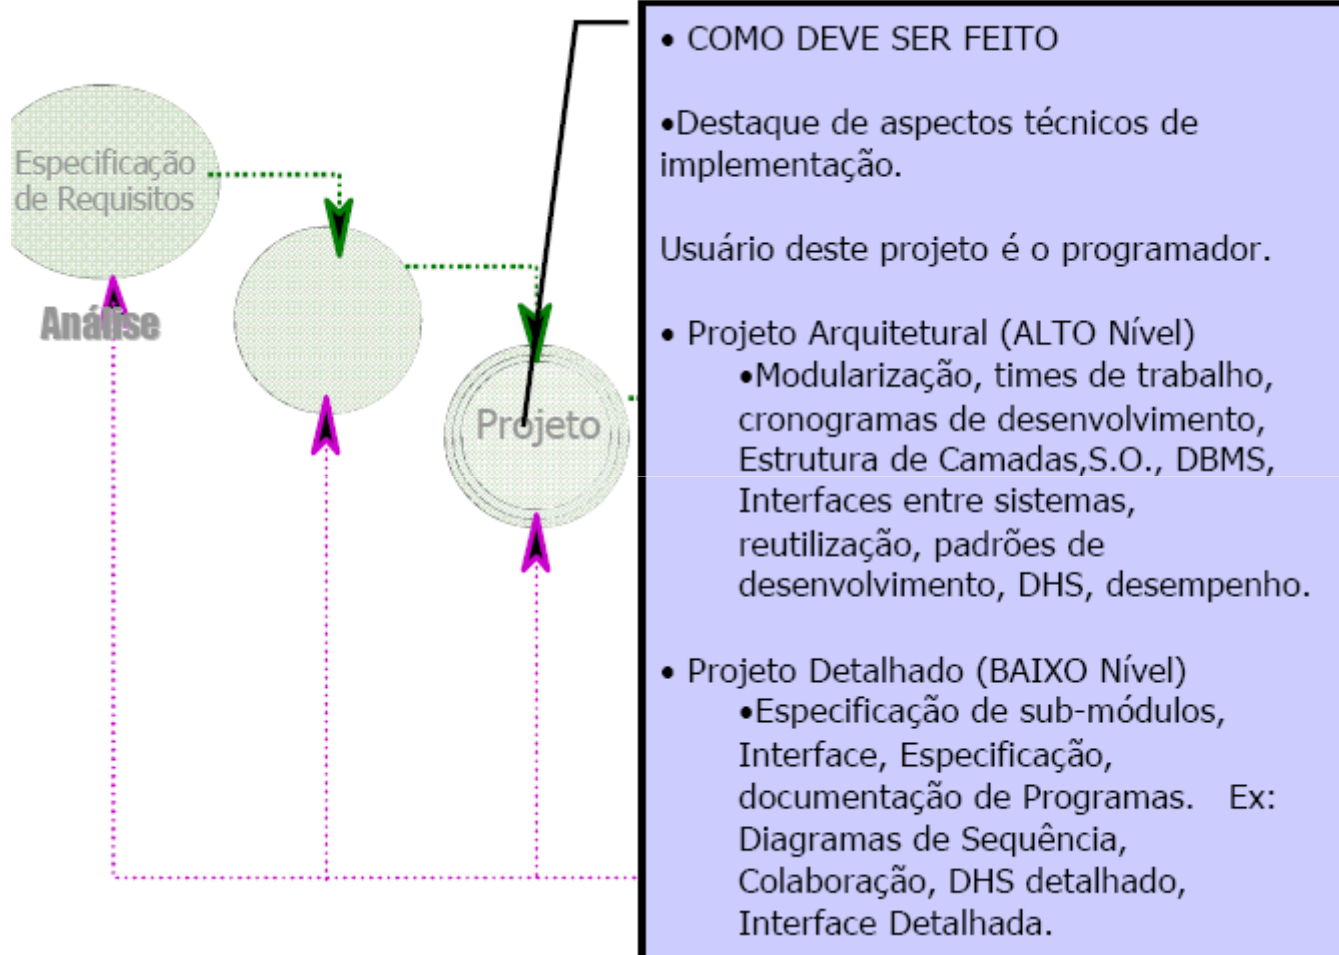 Especificação
de Requisitos
Análise
Projeto
• COMO DEVE SER FEITO
•Destaque de aspectos técnicos de
implementação.
Usuário deste projeto é o programador.
• Projeto Arquitetural (ALTO Nível)
•Modularização, times de trabalho,
cronogramas de desenvolvimento,
Estrutura de Camadas,S.O., DBMS,
Interfaces entre sistemas,
reutilização, padrões de
desenvolvimento, DHS, desempenho.
• Projeto Detalhado (BAIXO Nível)
•Especificação de sub-módulos,
Interface, Especificação,
documentação de Programas. Ex:
Diagramas de Sequência,
Colaboração, DHS detalhado,
Interface Detalhada.